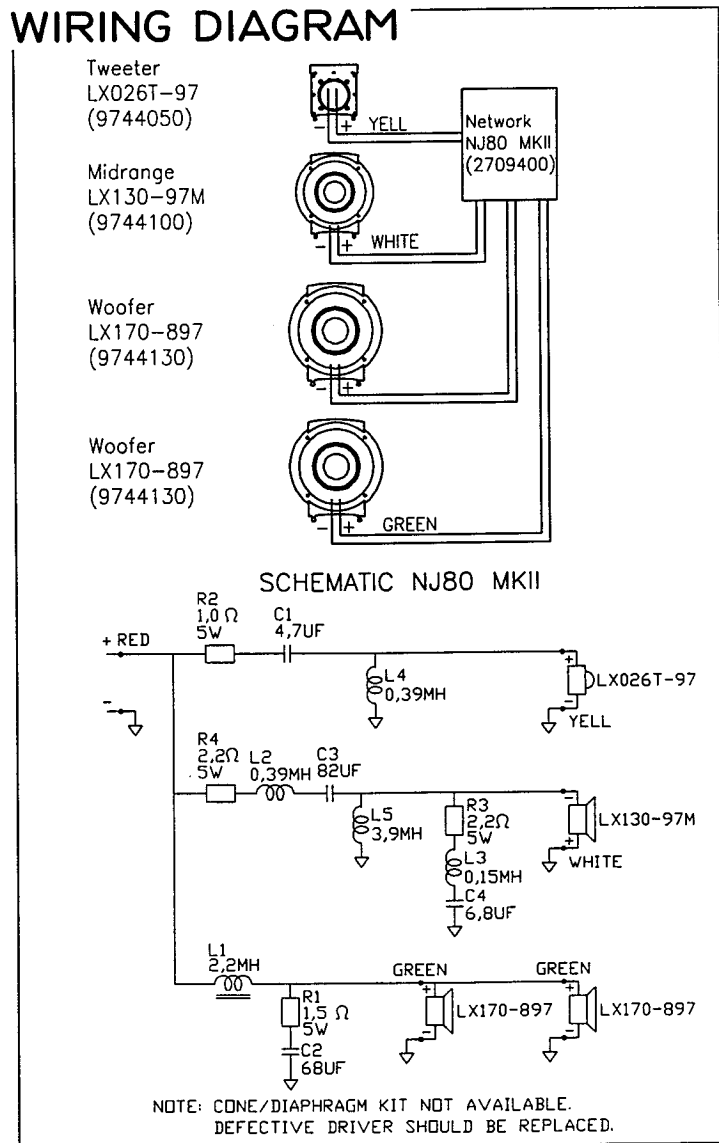 WIRING DIAGRAM
Tweeter
LX026T-97
(9744050)
- + YELL
Network
NJ80 MKII
(2709400)
Midrange
LX130-97M
(9744100)
- + WHITE
Woofer
LX170-897
(9744130)
- +
Woofer
LX170-897
(9744130)
- + GREEN
SCHEMATIC NJ80 MKII
+ RED
-
R2
1,0 Ω
5W
C1
4,7UF
L4
0,39MH
+
LX026T-97
-
YELL
R4
2,2Ω
5W
L2
0,39MH
C3
82UF
L5
3,9MH
R3
2,2Ω
5W
L3
0,15MH
C4
6,8UF
-
LX130-97M
+
WHITE
L1
2,2MH
R1
1,5 Ω
5W
C2
68UF
GREEN
+
LX170-897
-
GREEN
+
LX170-897
-
NOTE: CONE/DIAPHRAGM KIT NOT AVAILABLE.
DEFECTIVE DRIVER SHOULD BE REPLACED.